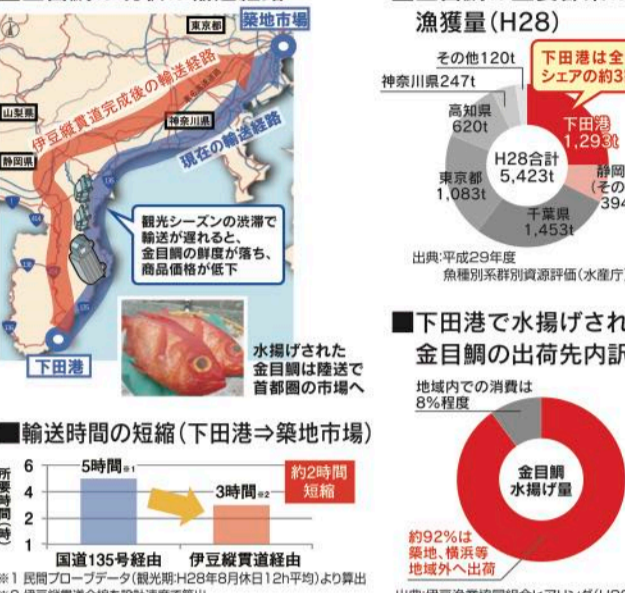 築地市場
東京都
伊豆縦貫道完成後の輸送経路
山梨県
神奈川県
静岡県
現在の輸送経路
観光シーズンの渋滞で
輸送が遅れると、
金目鯛の鮮度が落ち、
商品価格が低下
下田港
水揚げされた
金目鯛は陸送で
首都圏の市場へ
■輸送時間の短縮(下田港⇒築地市場)
所要時間(時)
6
4
2
1
5時間※1
3時間※2
約2時間
短縮
国道135号経由
伊豆縦貫道経由
※1 民間プローブデータ(観光期:H28年8月休日12h平均)より算出
漁獲量(H28)
その他120t
神奈川県247t
高知県
620t
東京都
1,083t
千葉県
1,453t
H28合計
5,423t
下田港は全
シェアの約3
下田港
1,293t
静岡
(その
394
出典:平成29年度
魚種別系群別資源評価(水産庁)
■下田港で水揚げされ
金目鯛の出荷先内訳
地域内での消費は
8%程度
金目鯛
水揚げ量
約92%は
築地、横浜等
地域外へ出荷